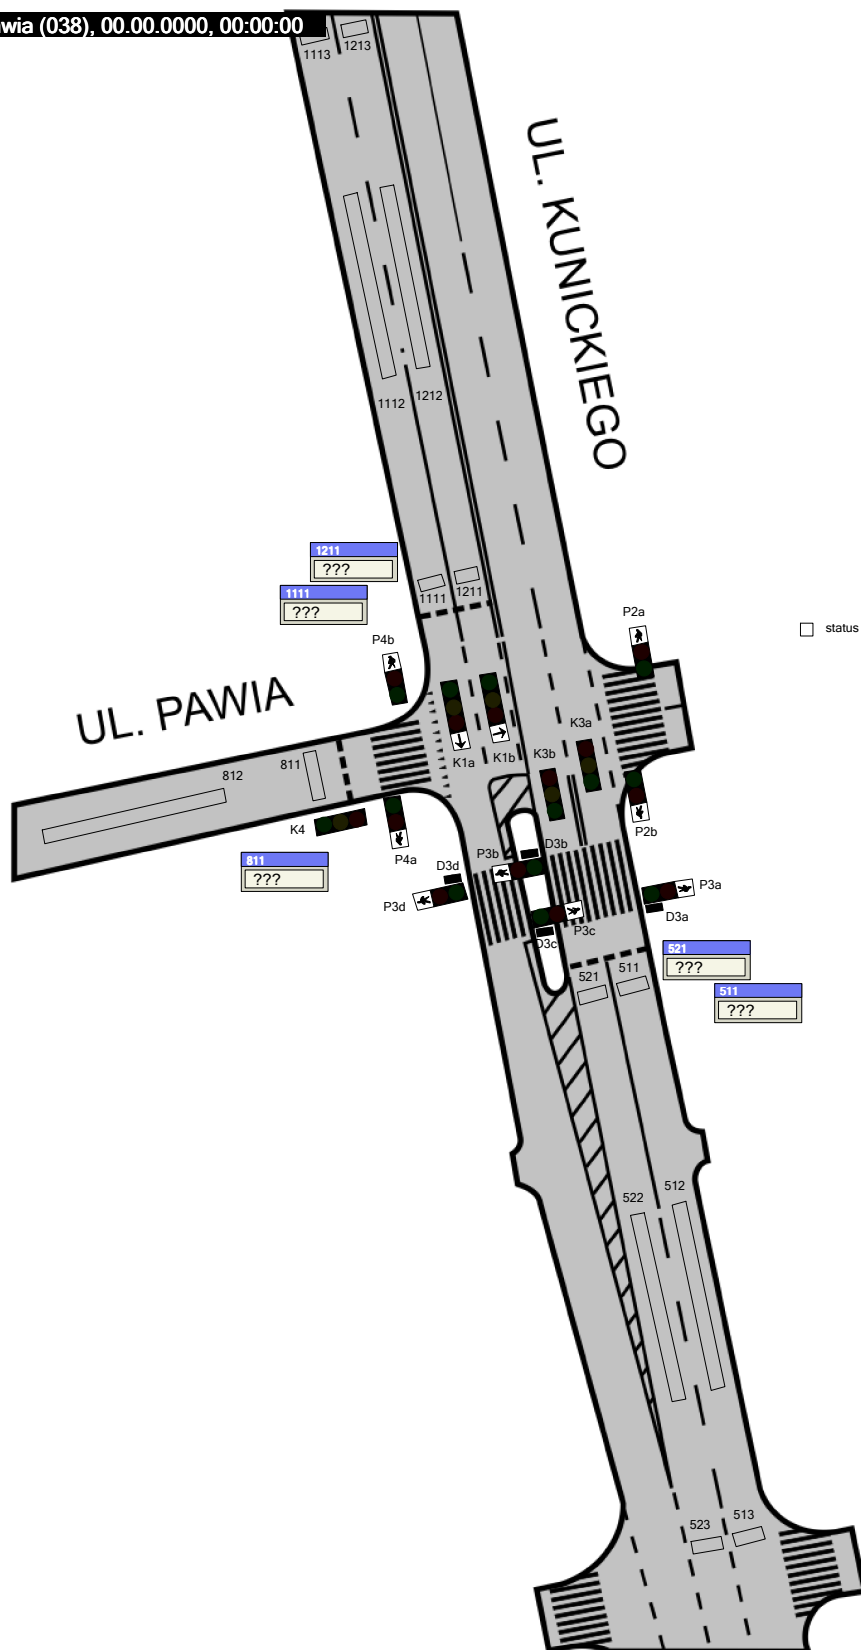 wia (038), 00.00.0000, 00:00:00
1113
1213
UL. KUNICKIEGO
1112
1212
1211
???
1111
???
1111
1211
P2a
status
P4b
UL. PAWIA
K3a
K1a
K1b
K3b
811
812
K4
P4a
P2b
811
???
D3d
P3b
D3b
P3d
P3a
D3a
P3c
D3c
521
???
521
511
511
???
522
512
523
513